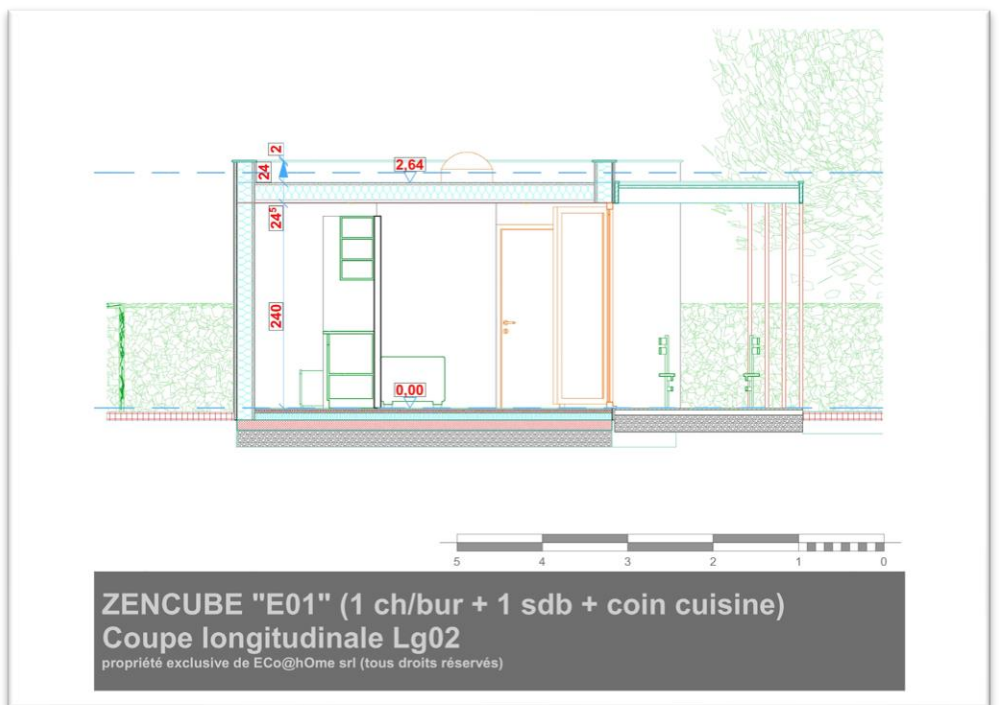 2
24
2,64
24⁵
240
0,00
5 4 3 2 1 0
ZENCUBE "E01" (1 ch/bur + 1 sdb + coin cuisine)
Coupe longitudinale Lg02
propriété exclusive de ECo@hOme srl (tous droits réservés)